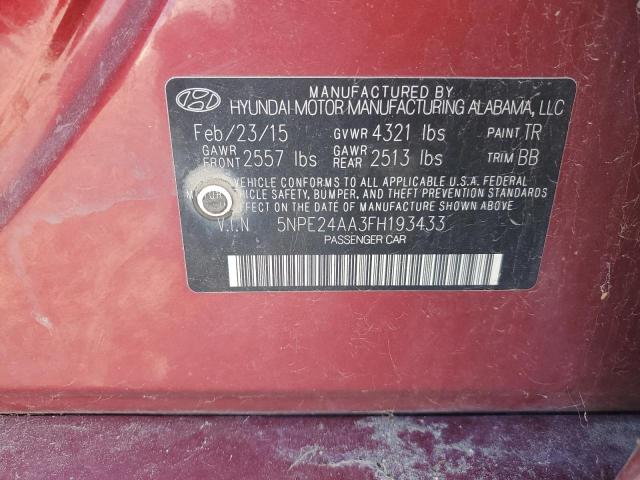 MANUFACTURED BY
HYUNDAI MOTOR MANUFACTURING ALABAMA, LLC
Feb/23/15 GVWR 4321 lbs PAINT TR
GAWR FRONT 2557 lbs GAWR REAR 2513 lbs TRIM BB
VEHICLE CONFORMS TO ALL APPLICABLE U.S.A. FEDERAL
VEHICLE SAFETY, BUMPER, AND THEFT PREVENTION STANDARDS
EFFECT ON THE DATE OF MANUFACTURE SHOWN ABOVE
V.I.N 5NPE24AA3FH193433
PASSENGER CAR